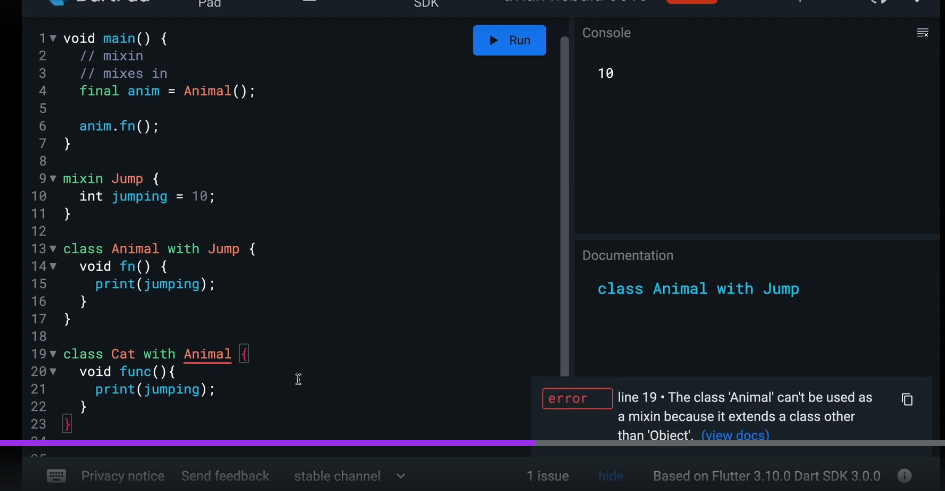 Pad
SDK
1 void main() {
2 // mixin
3 // mixes in
4 final anim = Animal();
5
6 anim.fn();
7 }
8
9 mixin Jump {
10 int jumping = 10;
11 }
12
13 class Animal with Jump {
14 void fn() {
15 print(jumping);
16 }
17 }
18
19 class Cat with Animal {
20 void func(){
21 print(jumping);
22 }
23 }
Run
Console
10
Documentation
class Animal with Jump
error
line 19 • The class 'Animal' can't be used as
a mixin because it extends a class other
than 'Object'. (view docs)
Privacy notice Send feedback stable channel 1 issue hide Based on Flutter 3.10.0 Dart SDK 3.0.0